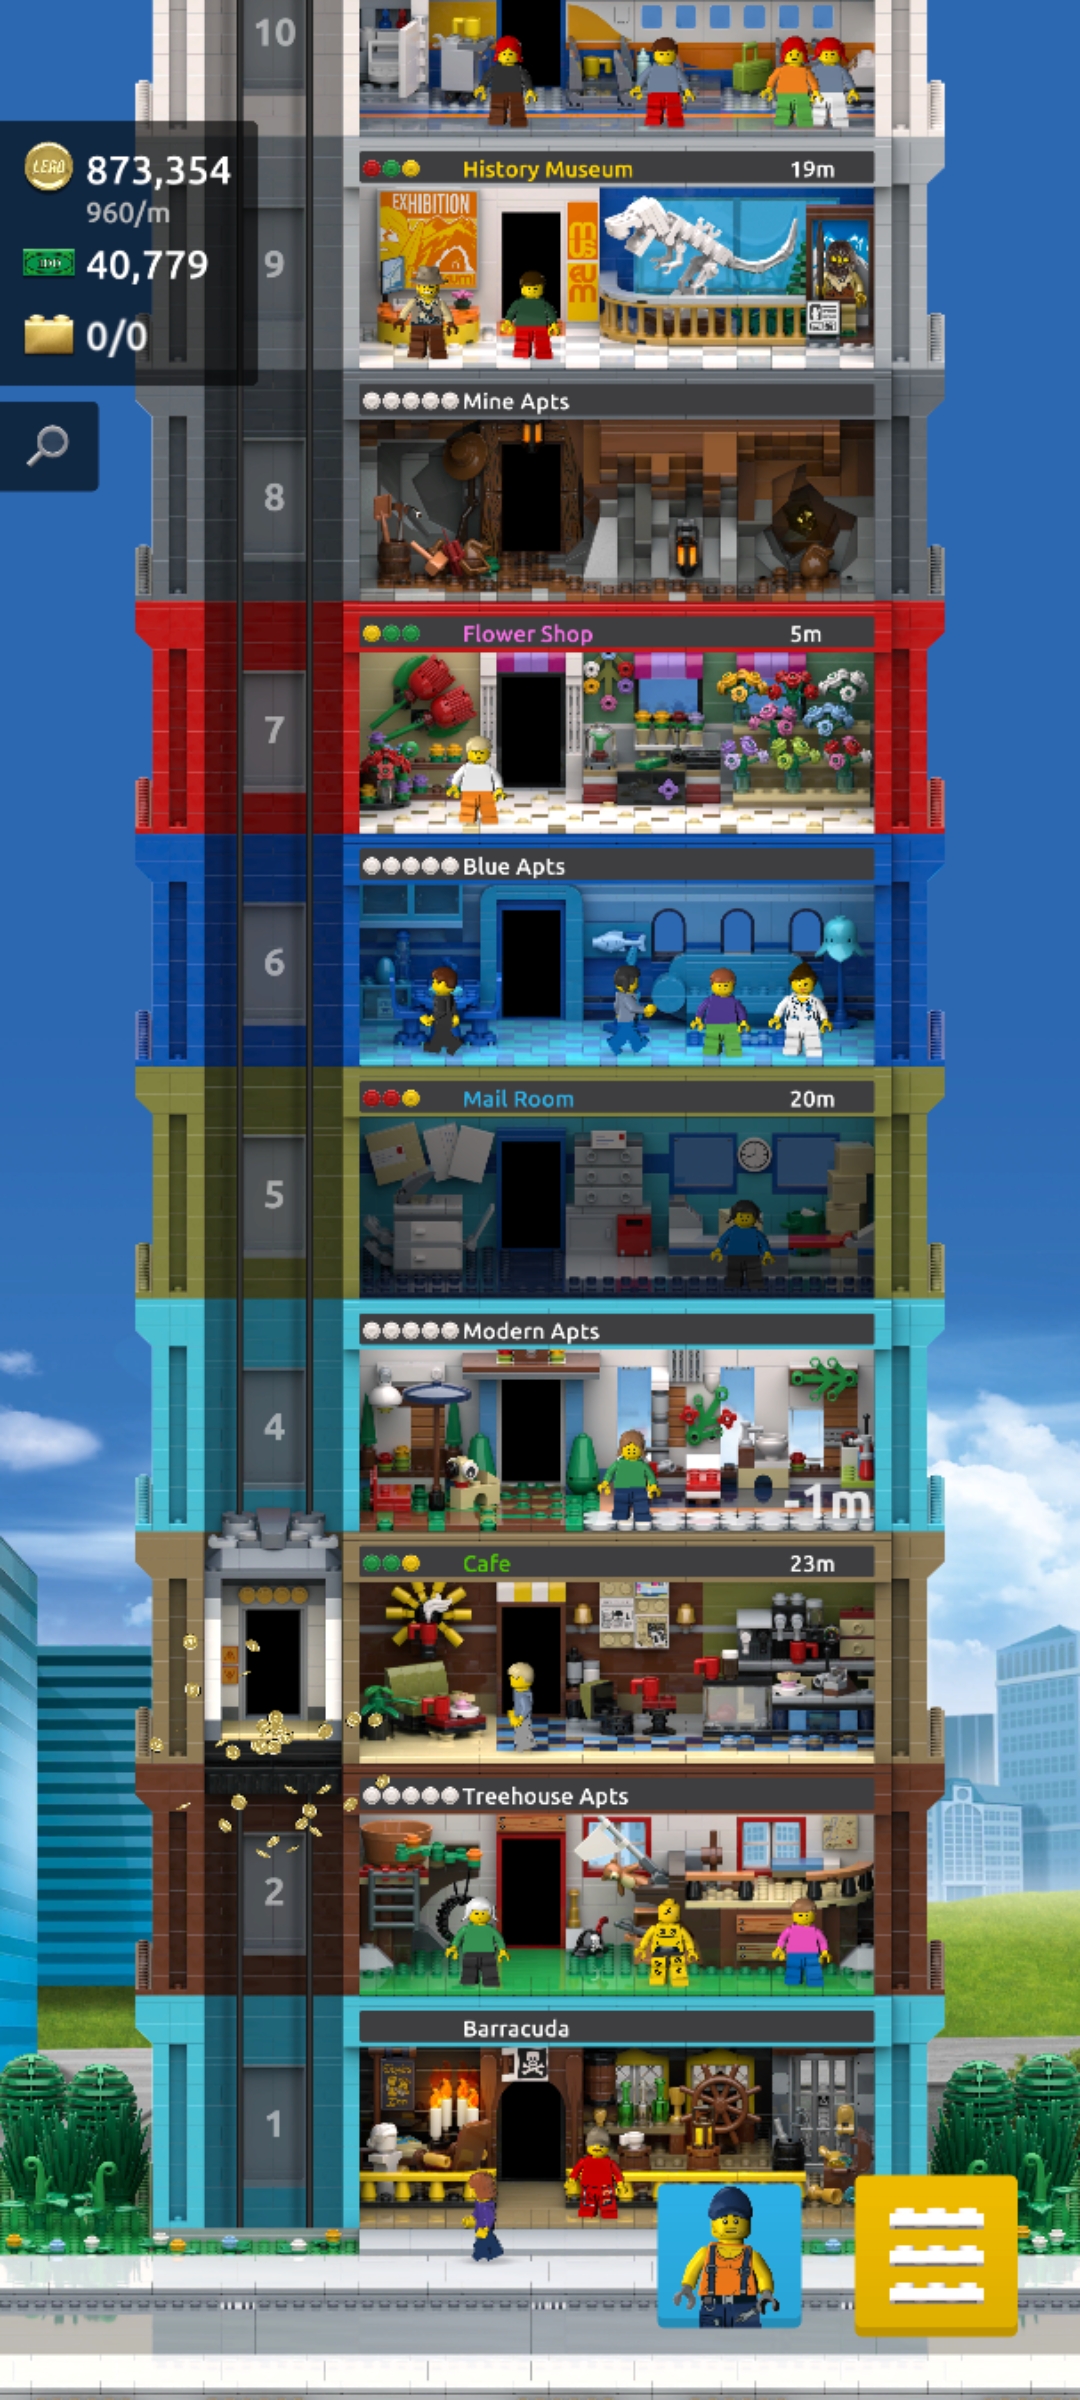 10
LEGO
873,354
960/m
40,779
0/0
History Museum
19m
EXHIBITION
museum
9
Mine Apts
8
Flower Shop
5m
7
Blue Apts
6
Mail Room
20m
5
Modern Apts
4
-1m
Cafe
23m
Treehouse Apts
2
Barracuda
1